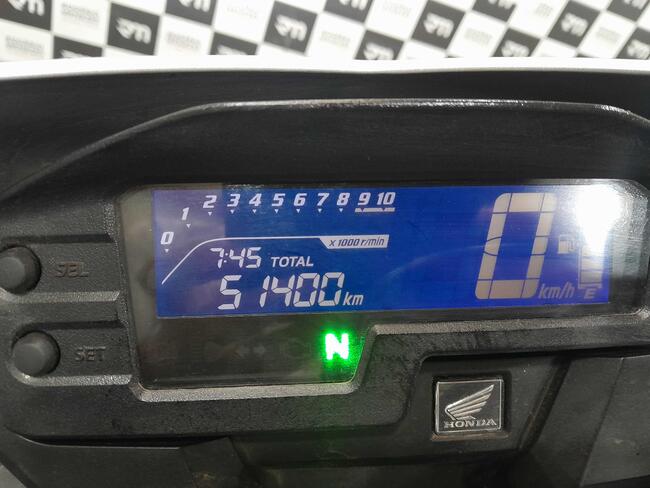 0 1 2 3 4 5 6 7 8 9 10
x 1000 r/min
7:45 TOTAL
51400 km
0 km/h
E
SEL
SET
N
HONDA